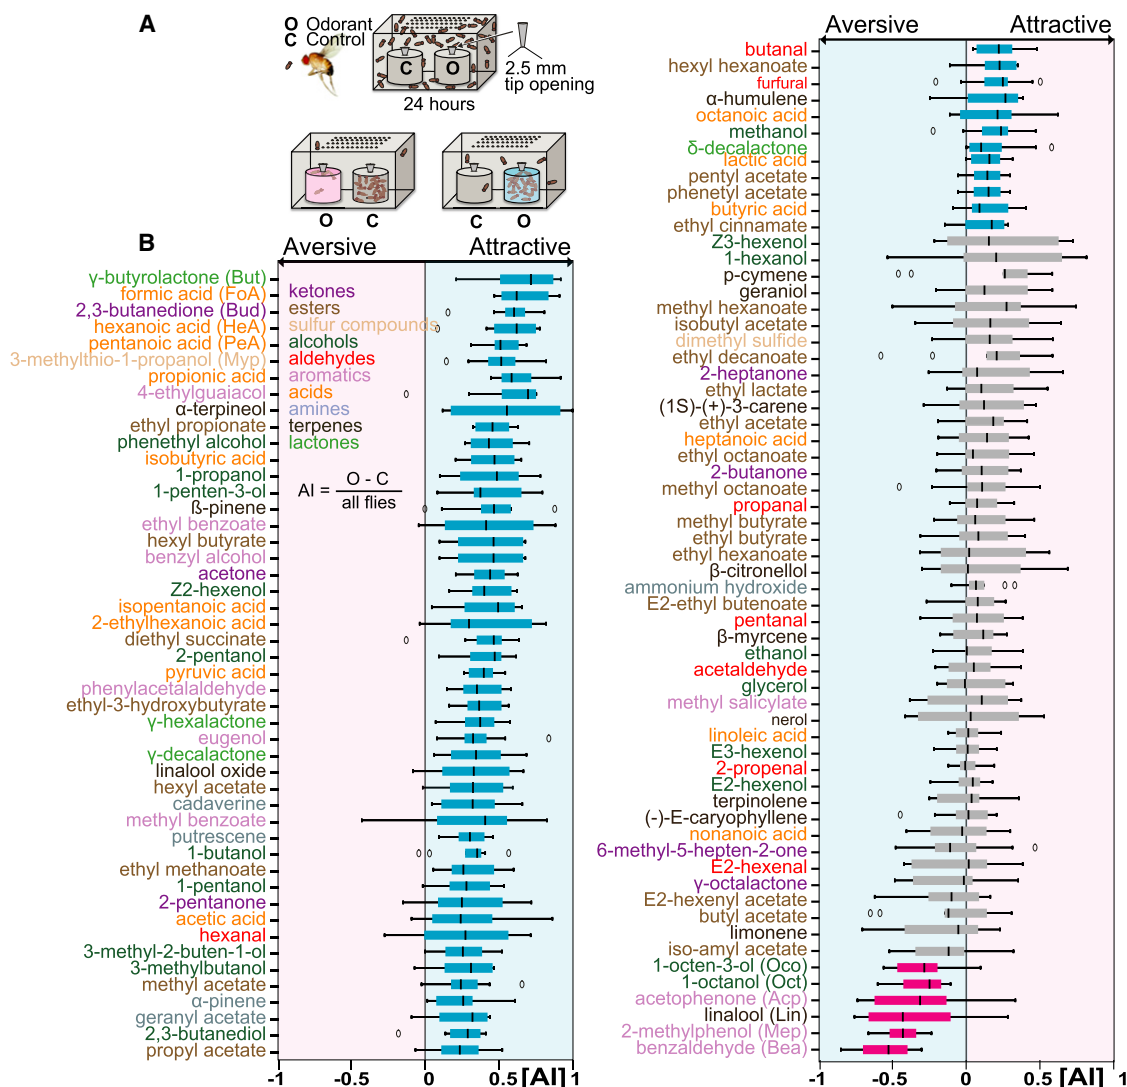 A
O Odorant
C Control
C
O
2.5 mm
tip opening
24 hours
O
C
C
O
B
Aversive
Attractive
γ-butyrolactone (But)
formic acid (FoA)
2,3-butanedione (Bud)
hexanoic acid (HeA)
pentanoic acid (PeA)
3-methylthio-1-propanol (Myp)
propionic acid
4-ethylguaiacol
α-terpineol
ethyl propionate
phenethyl alcohol
isobutyric acid
1-propanol
1-penten-3-ol
ß-pinene
ethyl benzoate
hexyl butyrate
benzyl alcohol
acetone
Z2-hexenol
isopentanoic acid
2-ethylhexanoic acid
diethyl succinate
2-pentanol
pyruvic acid
phenylacetalaldehyde
ethyl-3-hydroxybutyrate
γ-hexalactone
eugenol
γ-decalactone
linalool oxide
hexyl acetate
cadaverine
methyl benzoate
putrescene
1-butanol
ethyl methanoate
1-pentanol
2-pentanone
acetic acid
hexanal
3-methyl-2-buten-1-ol
3-methylbutanol
methyl acetate
α-pinene
geranyl acetate
2,3-butanediol
propyl acetate
ketones
esters
sulfur compounds
alcohols
aldehydes
aromatics
acids
amines
terpenes
lactones
AI = O - C
all flies
-1
-0.5
0
0.5
[AI]
1
Aversive
Attractive
butanal
hexyl hexanoate
furfural
α-humulene
octanoic acid
methanol
δ-decalactone
lactic acid
pentyl acetate
phenetyl acetate
butyric acid
ethyl cinnamate
Z3-hexenol
1-hexanol
p-cymene
geraniol
methyl hexanoate
isobutyl acetate
dimethyl sulfide
ethyl decanoate
2-heptanone
ethyl lactate
(1S)-(+)-3-carene
ethyl acetate
heptanoic acid
ethyl octanoate
2-butanone
methyl octanoate
propanal
methyl butyrate
ethyl butyrate
ethyl hexanoate
β-citronellol
ammonium hydroxide
E2-ethyl butenoate
pentanal
β-myrcene
ethanol
acetaldehyde
glycerol
methyl salicylate
nerol
linoleic acid
E3-hexenol
2-propenal
E2-hexenol
terpinolene
(-)-E-caryophyllene
nonanoic acid
6-methyl-5-hepten-2-one
E2-hexenal
γ-octalactone
E2-hexenyl acetate
butyl acetate
limonene
iso-amyl acetate
1-octen-3-ol (Oco)
1-octanol (Oct)
acetophenone (Acp)
linalool (Lin)
2-methylphenol (Mep)
benzaldehyde (Bea)
-1
-0.5
0
0.5
[AI]
1